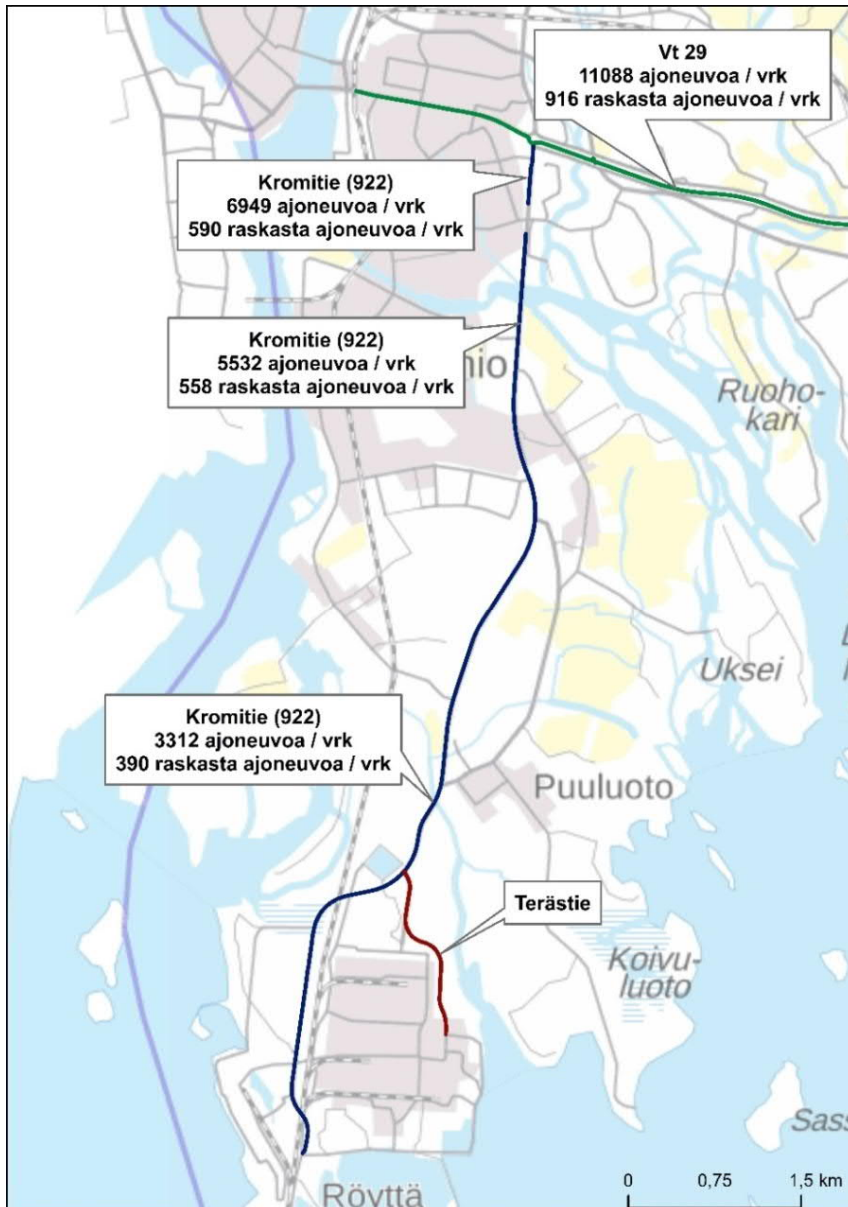 Vt 29
11088 ajoneuvoa / vrk
916 raskasta ajoneuvoa / vrk
Kromitie (922)
6949 ajoneuvoa / vrk
590 raskasta ajoneuvoa / vrk
Kromitie (922)
5532 ajoneuvoa / vrk
558 raskasta ajoneuvoa / vrk
nio
Ruoho-
kari
Uksei
Kromitie (922)
3312 ajoneuvoa / vrk
390 raskasta ajoneuvoa / vrk
Puuluoto
Terästie
Koivu-
luoto
Sass
Röyttä
0 0,75 1,5 km